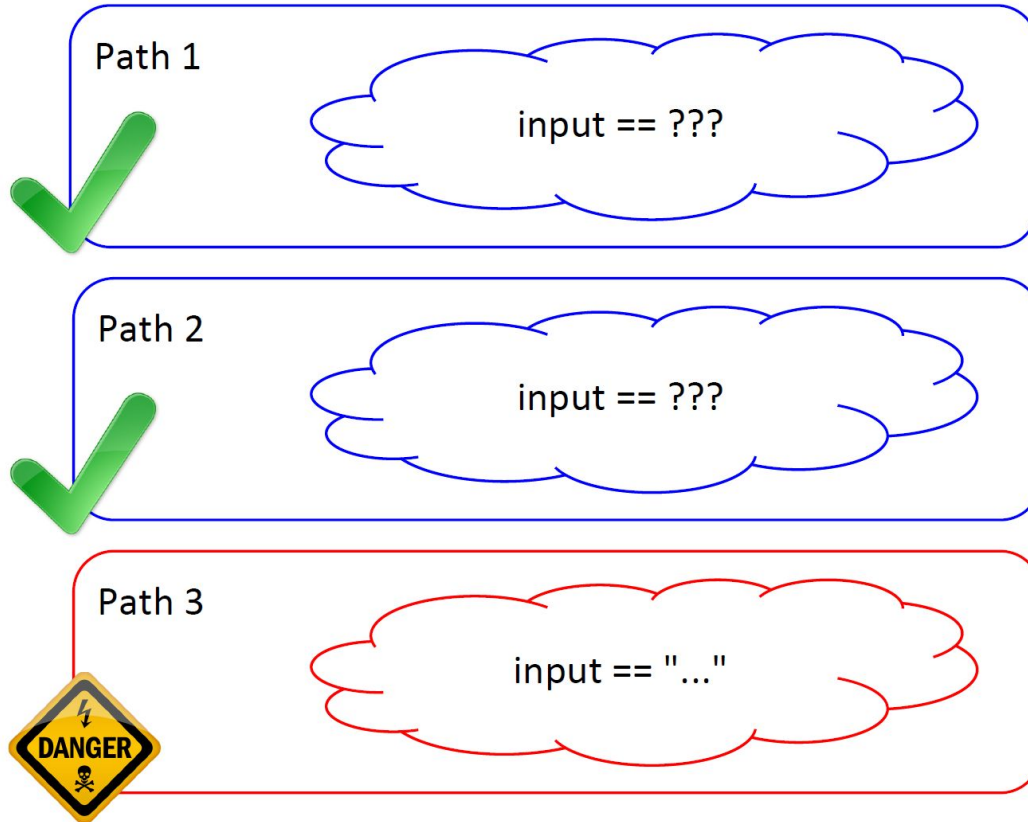 Path 1
input == ???
Path 2
input == ???
Path 3
input == "..."
DANGER